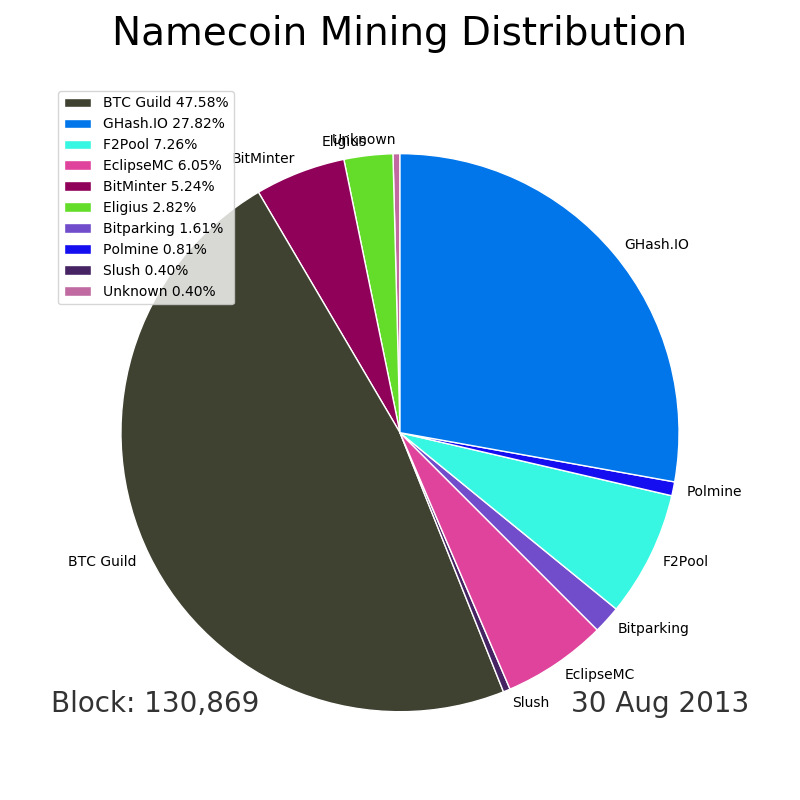 Namecoin Mining Distribution
BTC Guild 47.58%
GHash.IO 27.82%
F2Pool 7.26%
EclipseMC 6.05%
BitMinter 5.24%
Eligius 2.82%
Bitparking 1.61%
Polmine 0.81%
Slush 0.40%
Unknown 0.40%
Unknown
Eligius
BitMinter
GHash.IO
Polmine
BTC Guild
F2Pool
Bitparking
EclipseMC
Slush
Block: 130,869
30 Aug 2013